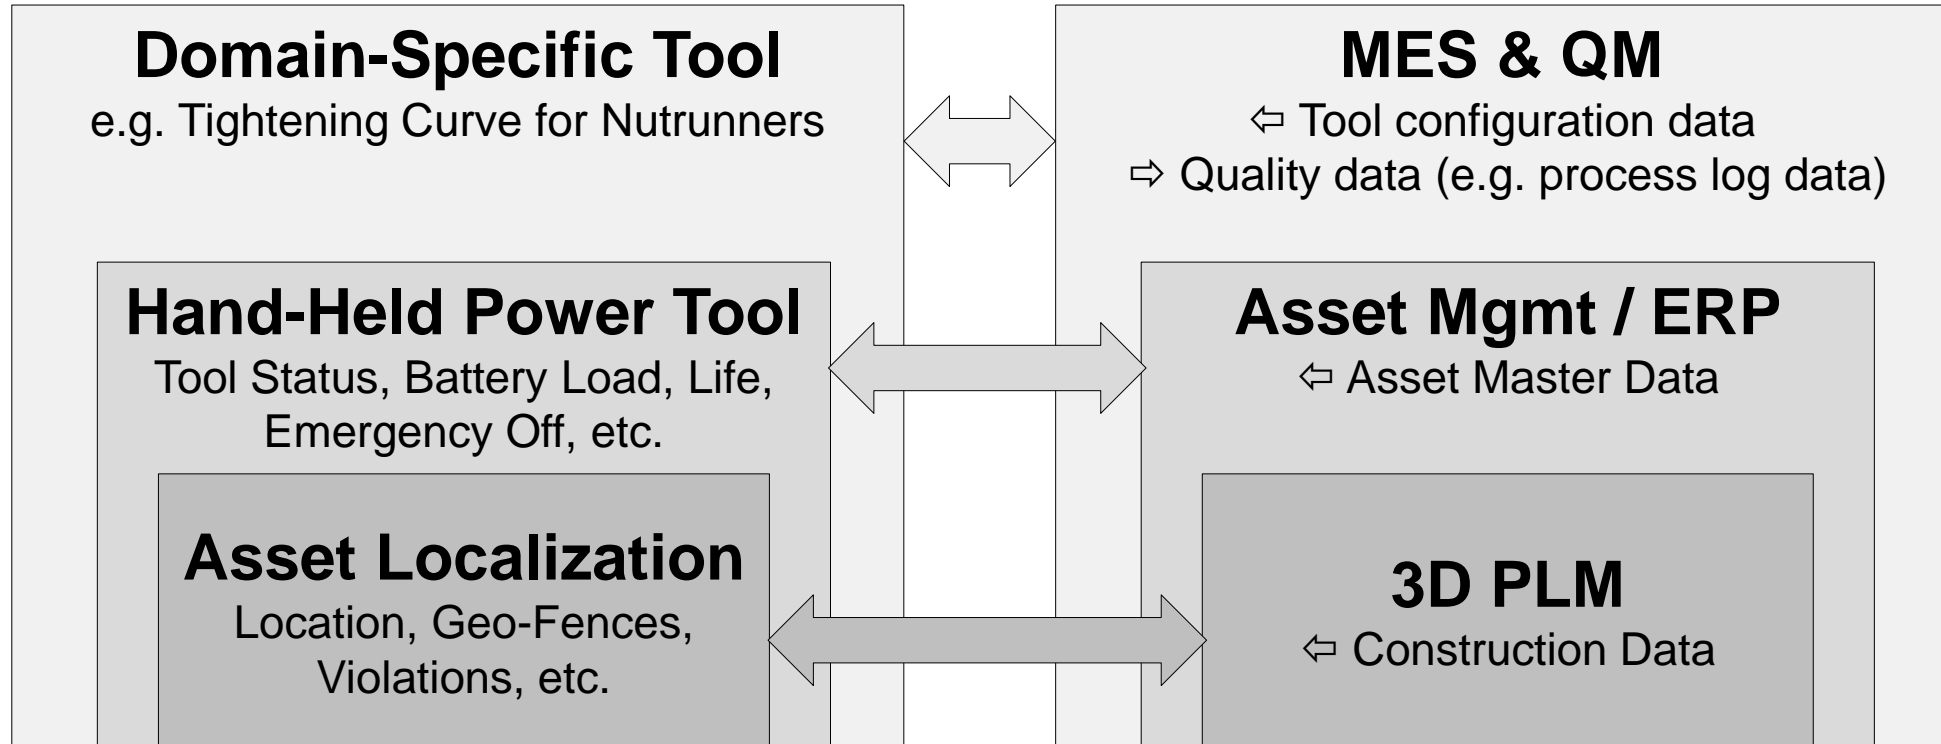 Domain-Specific Tool
e.g. Tightening Curve for Nutrunners
MES & QM
⇦ Tool configuration data
⇨ Quality data (e.g. process log data)
Hand-Held Power Tool
Tool Status, Battery Load, Life,
Emergency Off, etc.
Asset Mgmt / ERP
⇦ Asset Master Data
Asset Localization
Location, Geo-Fences,
Violations, etc.
3D PLM
⇦ Construction Data